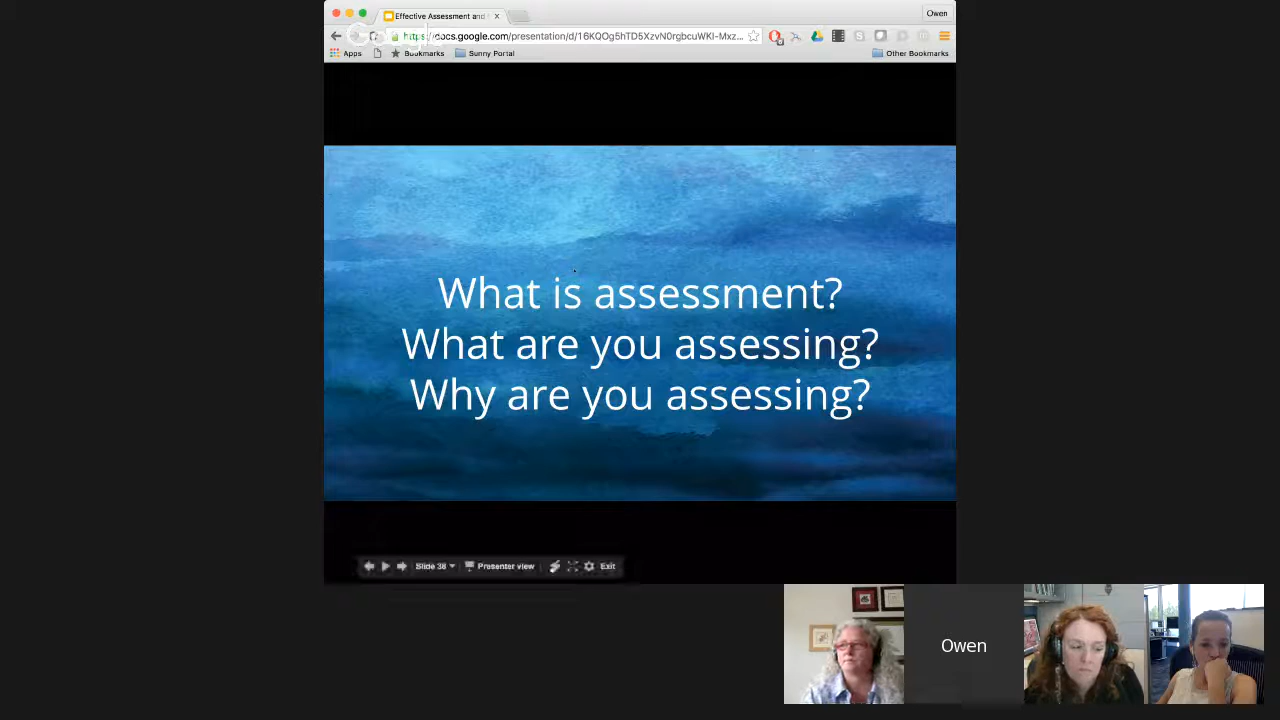 Effective Assessment and
Owen
https://docs.google.com/presentation/d/16KQOg5hTD5XzvN0rgbcuWKI-Mxz...
Apps
Bookmarks
Sunny Portal
Other Bookmarks
What is assessment?
What are you assessing?
Why are you assessing?
Slide 38
Presenter view
Exit
Owen